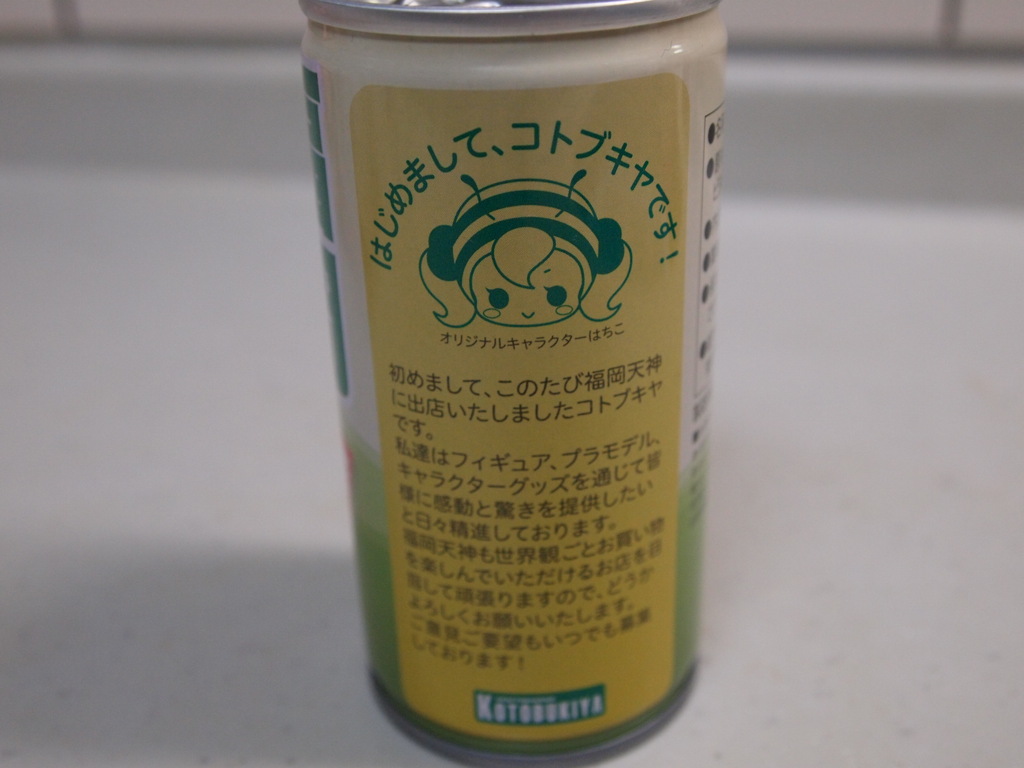 はじめまして、コトブキヤです!
オリジナルキャラクターはちこ
初めまして、このたび福岡天神
に出店いたしましたコトブキヤ
です。
私達はフィギュア、プラモデル、
キャラクターグッズを通じて皆
様に感動と驚きを提供したい
と日々精進しております。
福岡天神も世界観ごとお買い物
を楽しんでいただけるお店を目
指して頑張りますので、どうか
よろしくお願いいたします。
ご意見ご要望もいつでも募集
しております!
KOTOBUKIYA